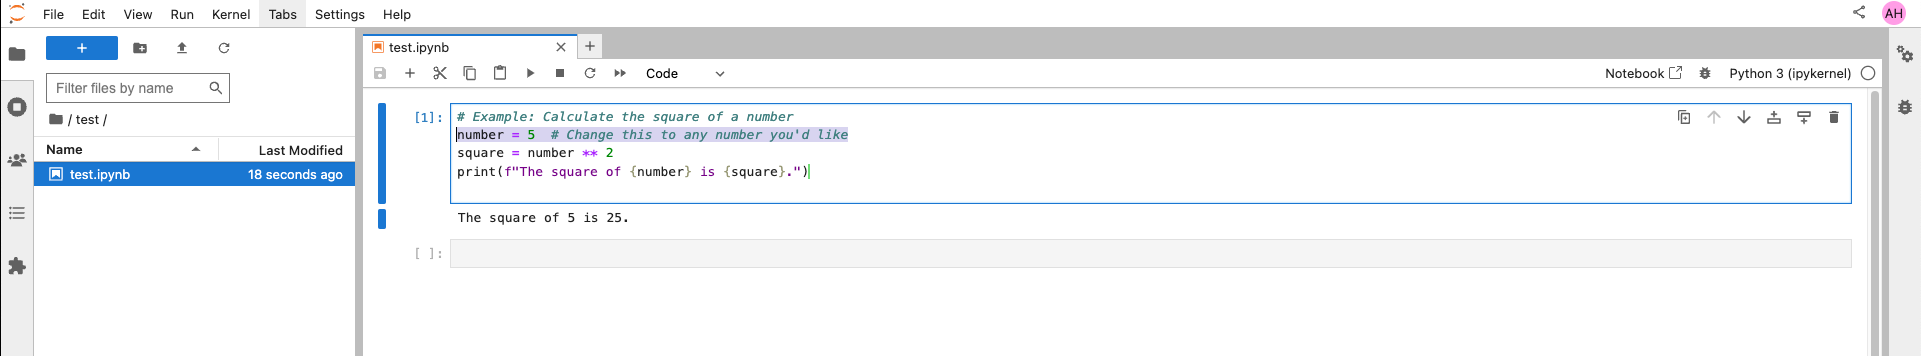 File Edit View Run Kernel Tabs Settings Help
AH
+
Filter files by name
/ test /
Name Last Modified
test.ipynb 18 seconds ago
test.ipynb
Code
Notebook
Python 3 (ipykernel)
[1]:
# Example: Calculate the square of a number
number = 5  # Change this to any number you'd like
square = number ** 2
print(f"The square of {number} is {square}.")
The square of 5 is 25.
[ ]: